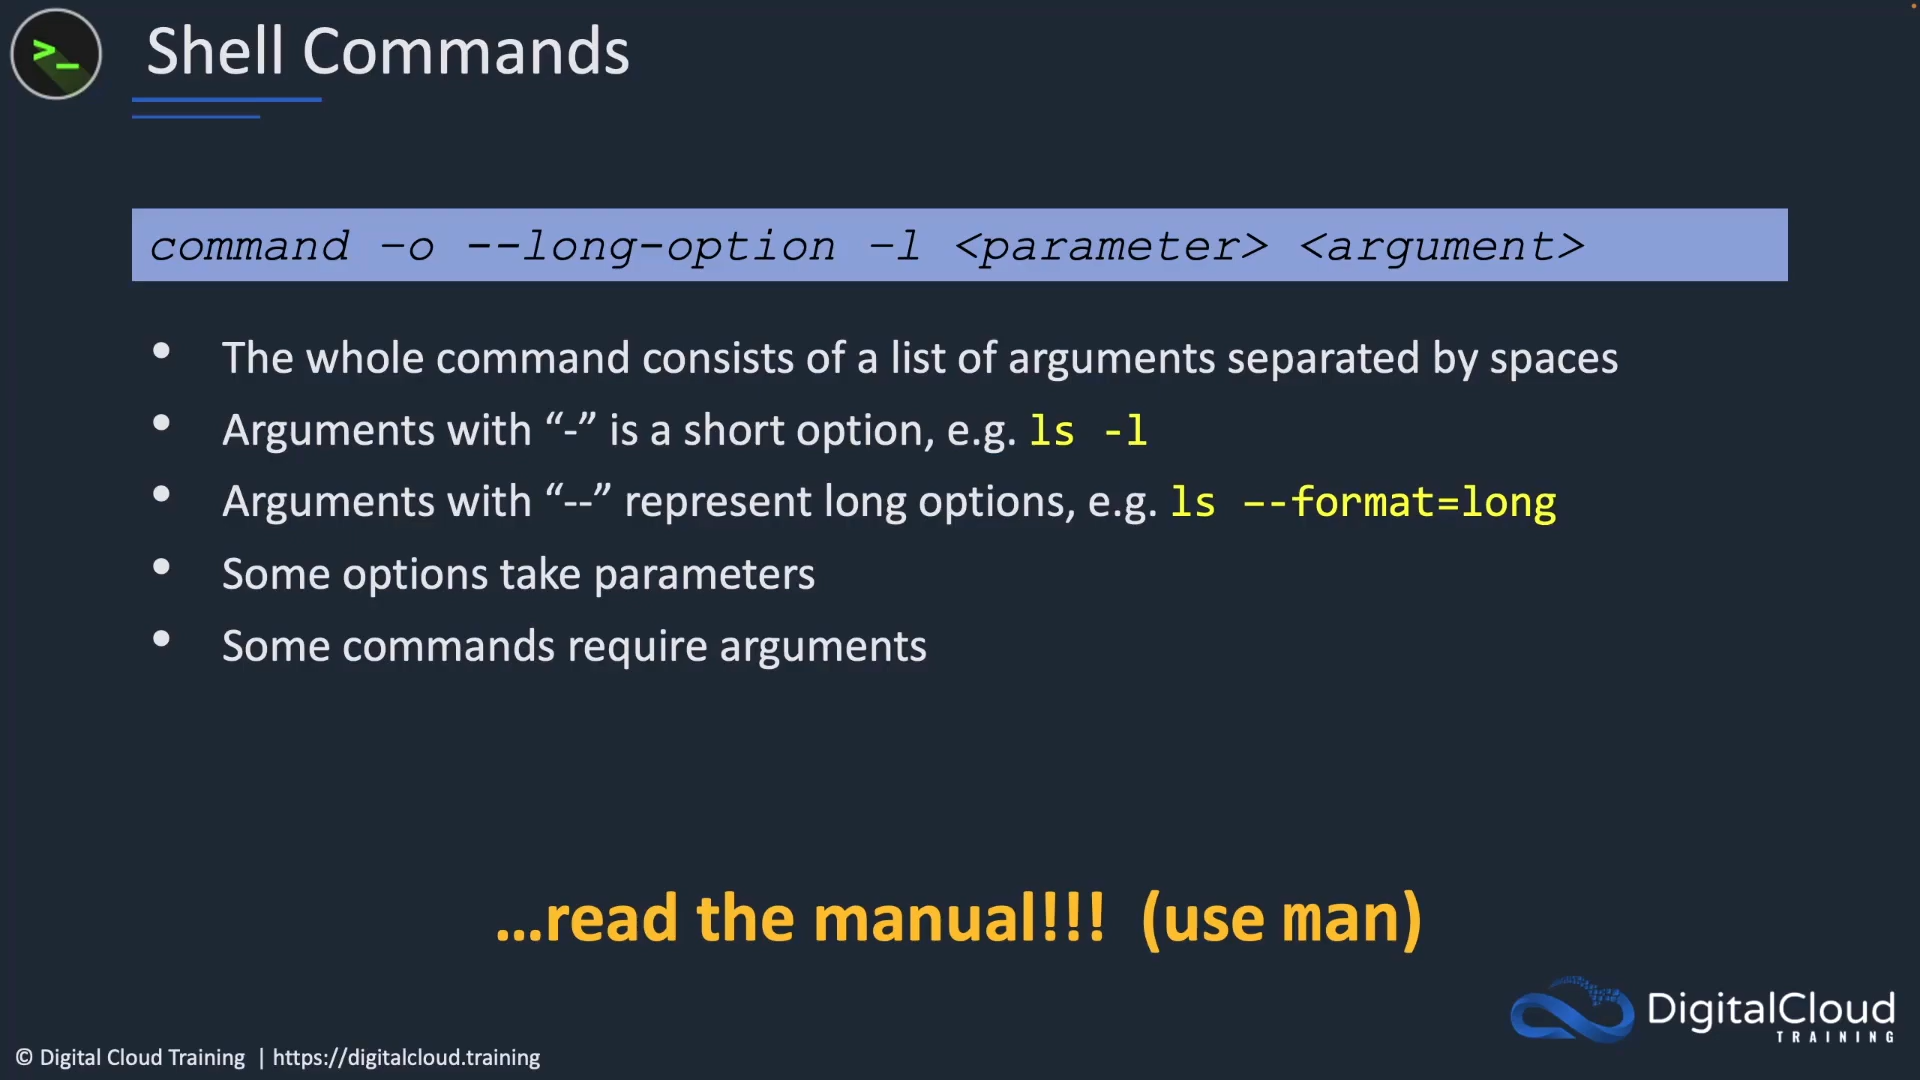 >_
Shell Commands
command –o --long-option –l <parameter> <argument>
• The whole command consists of a list of arguments separated by spaces
• Arguments with “-” is a short option, e.g. ls -l
• Arguments with “--” represent long options, e.g. ls –-format=long
• Some options take parameters
• Some commands require arguments
…read the manual!!! (use man)
DigitalCloud
TRAINING
© Digital Cloud Training | https://digitalcloud.training